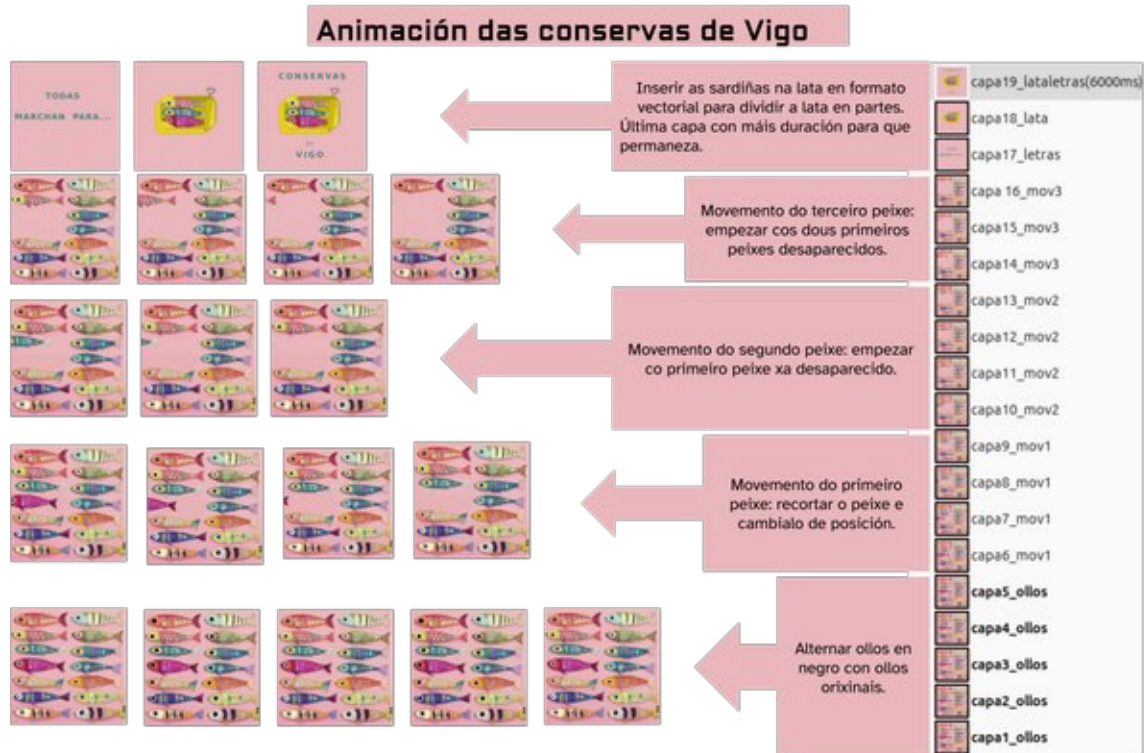 Animación das conservas de Vigo
TODAS
MARCHAN PARA...
CONSERVAS
DE
VIGO
Inserir as sardiñas na lata en formato
vectorial para dividir a lata en partes.
Última capa con máis duración para que
permaneza.
Movemento do terceiro peixe:
empezar cos dous primeiros
peixes desaparecidos.
Movemento do segundo peixe: empezar
co primeiro peixe xa desaparecido.
Movemento do primeiro
peixe: recortar o peixe e
cambialo de posición.
Alternar ollos en
negro con ollos
orixinais.
capa19_lataletras(6000ms)
capa18_lata
capa17_letras
capa 16_mov3
capa15_mov3
capa14_mov3
capa13_mov2
capa12_mov2
capa11_mov2
capa10_mov2
capa9_mov1
capa8_mov1
capa7_mov1
capa6_mov1
capa5_ollos
capa4_ollos
capa3_ollos
capa2_ollos
capa1_ollos